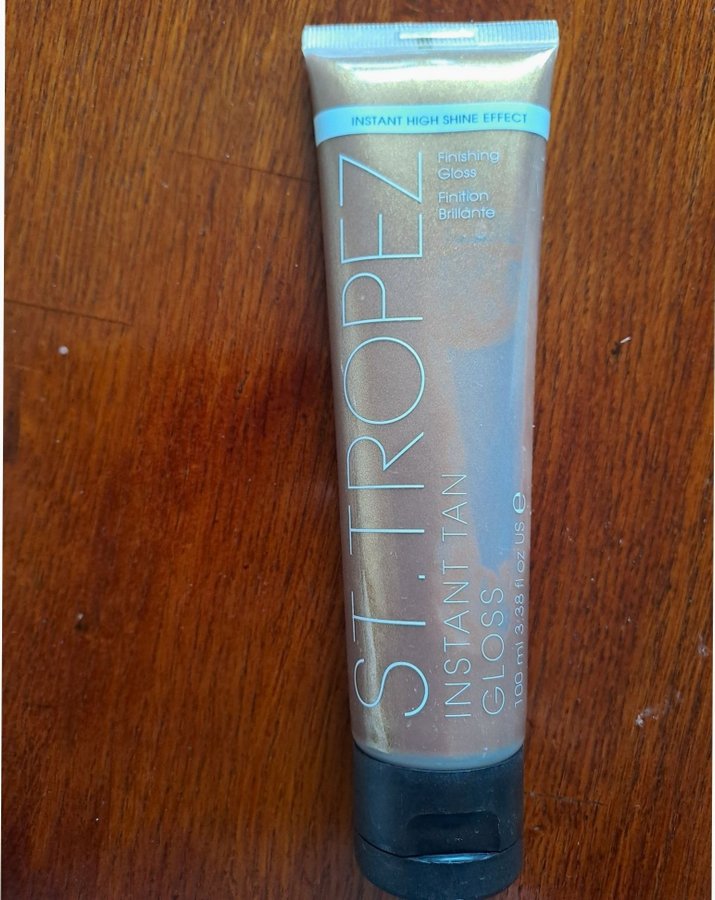 INSTANT HIGH SHINE EFFECT
Finishing
Gloss
Finition
Brillante
ST. TROPEZ
INSTANT TAN
GLOSS
100 ml 3.38 fl oz US ℮